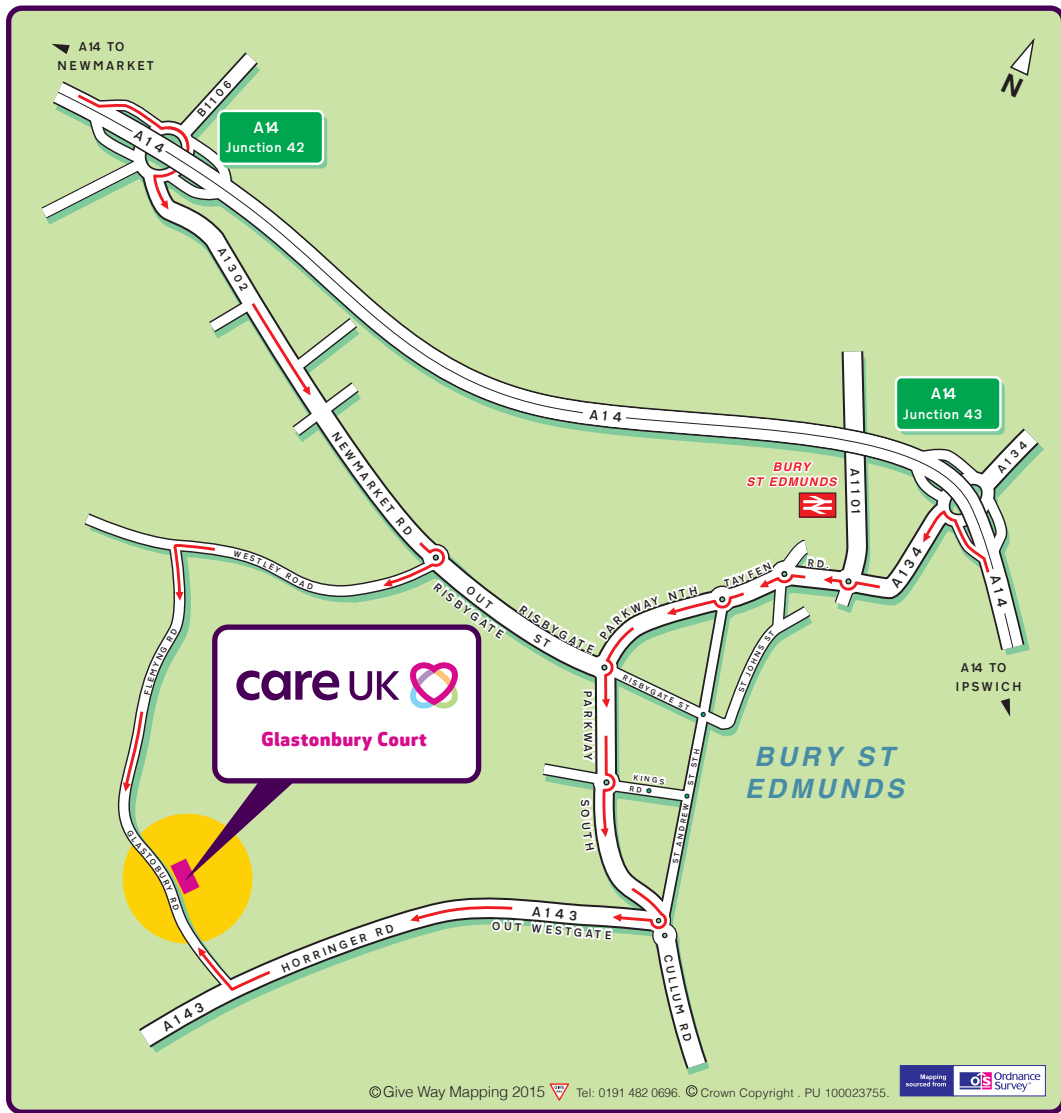 A14 TO
NEWMARKET
B1106
N
A14
Junction 42
A14
A1302
A14
Junction 43
A14
A134
BURY
ST EDMUNDS
A1101
NEWMARKET RD
A134
TAYFEN RD.
A14
WESTLEY ROAD
PARKWAY NTH
OUT RISBYGATE
RISBYGATE ST
A14 TO
IPSWICH
FLEMYNG RD
care UK
Glastonbury Court
RISBYGATE ST
ST JOHNS ST
PARKWAY
SOUTH
KINGS
RD
ST ANDREW ST STH
BURY ST
EDMUNDS
GLASTOBURY RD
A143
OUT WESTGATE
HORRINGER RD
A143
CULLUM RD
© Give Way Mapping 2015 GIVE WAY Tel: 0191 482 0696. © Crown Copyright . PU 100023755.
Mapping
sourced from
os Ordnance
Survey®